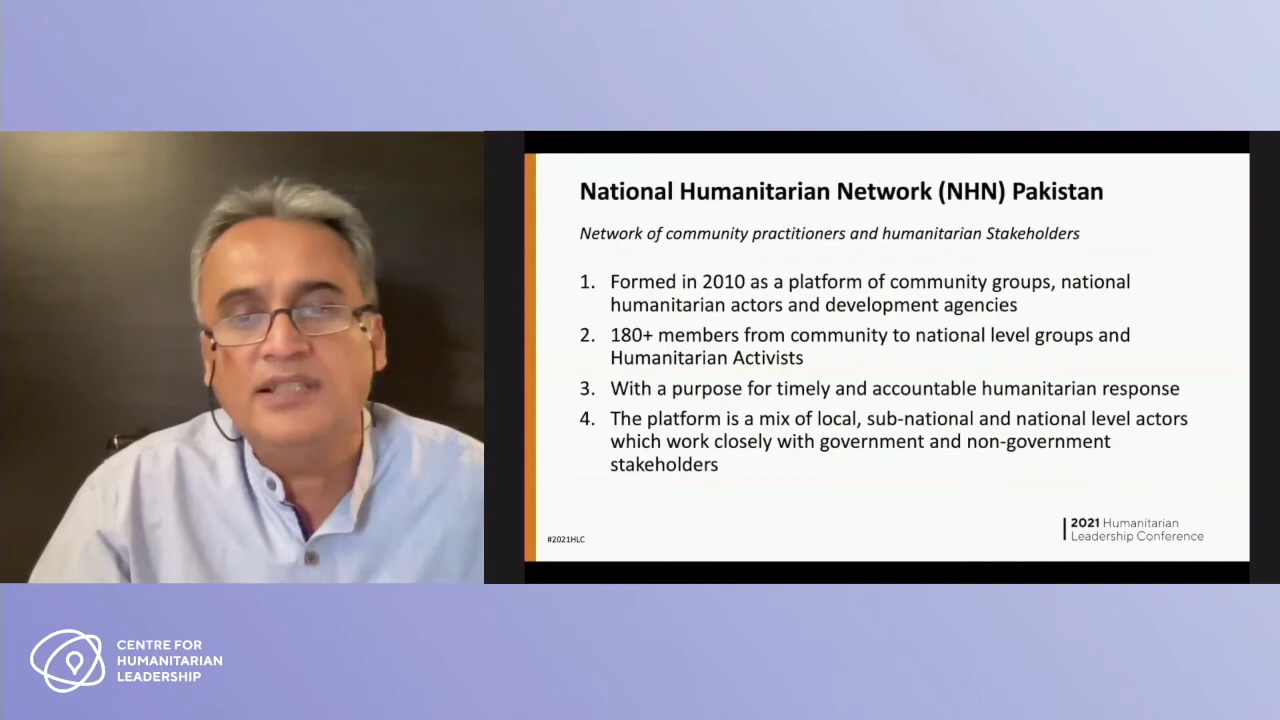 National Humanitarian Network (NHN) Pakistan
Network of community practitioners and humanitarian Stakeholders
1. Formed in 2010 as a platform of community groups, national
humanitarian actors and development agencies
2. 180+ members from community to national level groups and
Humanitarian Activists
3. With a purpose for timely and accountable humanitarian response
4. The platform is a mix of local, sub-national and national level actors
which work closely with government and non-government
stakeholders
#2021HLC
2021 Humanitarian
Leadership Conference
CENTRE FOR
HUMANITARIAN
LEADERSHIP